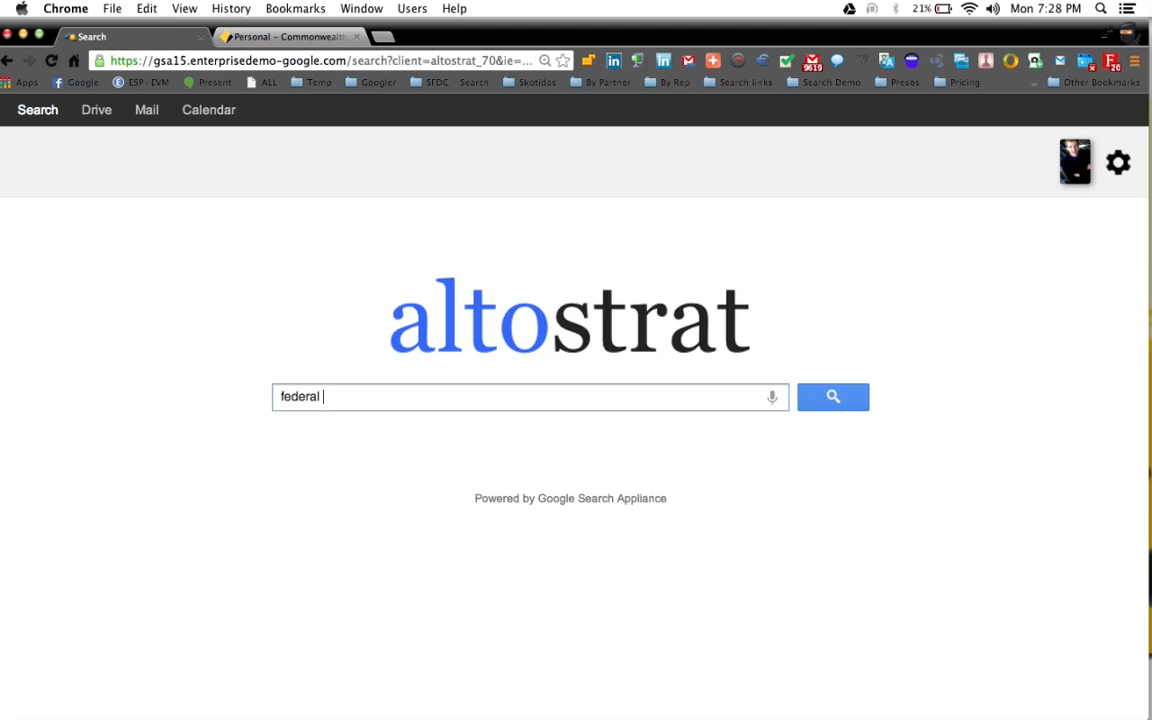 Chrome File Edit View History Bookmarks Window Users Help 21% Mon 7:28 PM
Search Personal – Commonwealth
https://gsa15.enterprisedemo-google.com/search?client=altostrat_70&ie=... 9619 20
Apps Google ESP - EVM Present ALL Temp Googler SFDC - Search Skotidas By Partner By Rep Search links Search Demo Presos Pricing Other Bookmarks
Search Drive Mail Calendar
altostrat
federal
Powered by Google Search Appliance